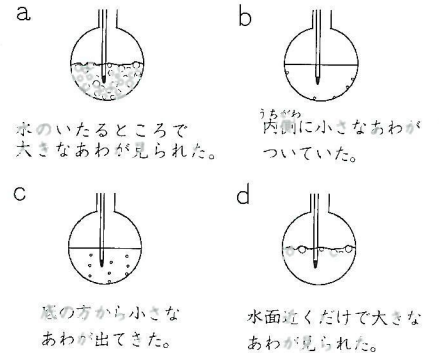 a
水のいたるところで
大きなあわが見られた。
b
うちがわ
内側に小さなあわが
ついていた。
c
底の方から小さな
あわが出てきた。
d
水面近くだけで大きな
あわが見られた。